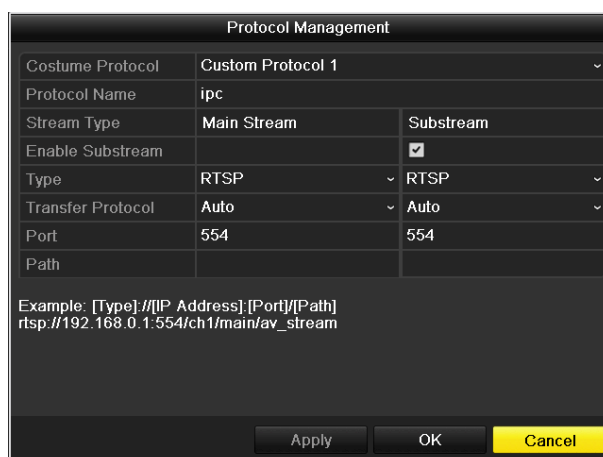 Protocol Management
Costume Protocol Custom Protocol 1
Protocol Name ipc
Stream Type Main Stream Substream
Enable Substream
Type RTSP RTSP
Transfer Protocol Auto Auto
Port 554 554
Path
Example: [Type]://[IP Address]:[Port]/[Path]
rtsp://192.168.0.1:554/ch1/main/av_stream
Apply OK Cancel